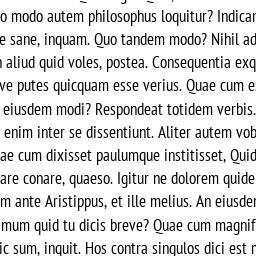 o modo autem philosophus loquitur? Indicar
e sane, inquam. Quo tandem modo? Nihil ad
aliud quid voles, postea. Consequentia exq
ve putes quicquam esse verius. Quae cum es
eiusdem modi? Respondeat totidem verbis.
enim inter se dissentiunt. Aliter autem vob
ae cum dixisset paulumque institisset, Quid
are conare, quaeso. Igitur ne dolorem quide
m ante Aristippus, et ille melius. An eiusden
mum quid tu dicis breve? Quae cum magnif
ic sum, inquit. Hos contra singulos dici est n